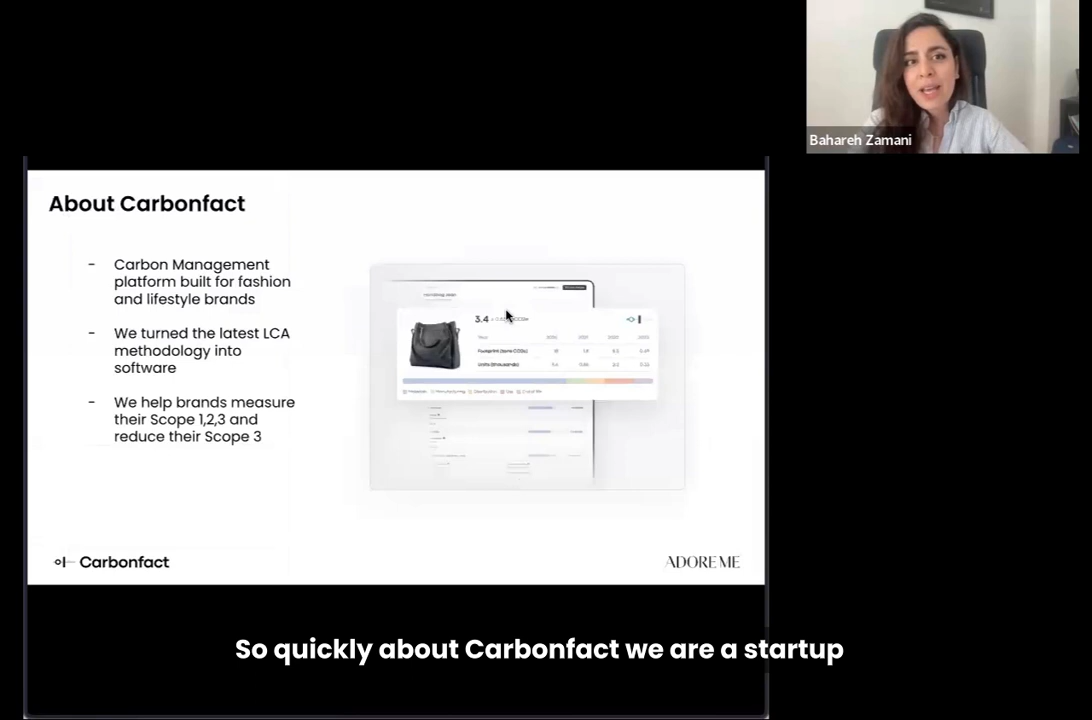 Bahareh Zamani
About Carbonfact
- Carbon Management
platform built for fashion
and lifestyle brands
- We turned the latest LCA
methodology into
software
- We help brands measure
their Scope 1,2,3 and
reduce their Scope 3
3.4
Carbonfact
ADORE ME
So quickly about Carbonfact we are a startup